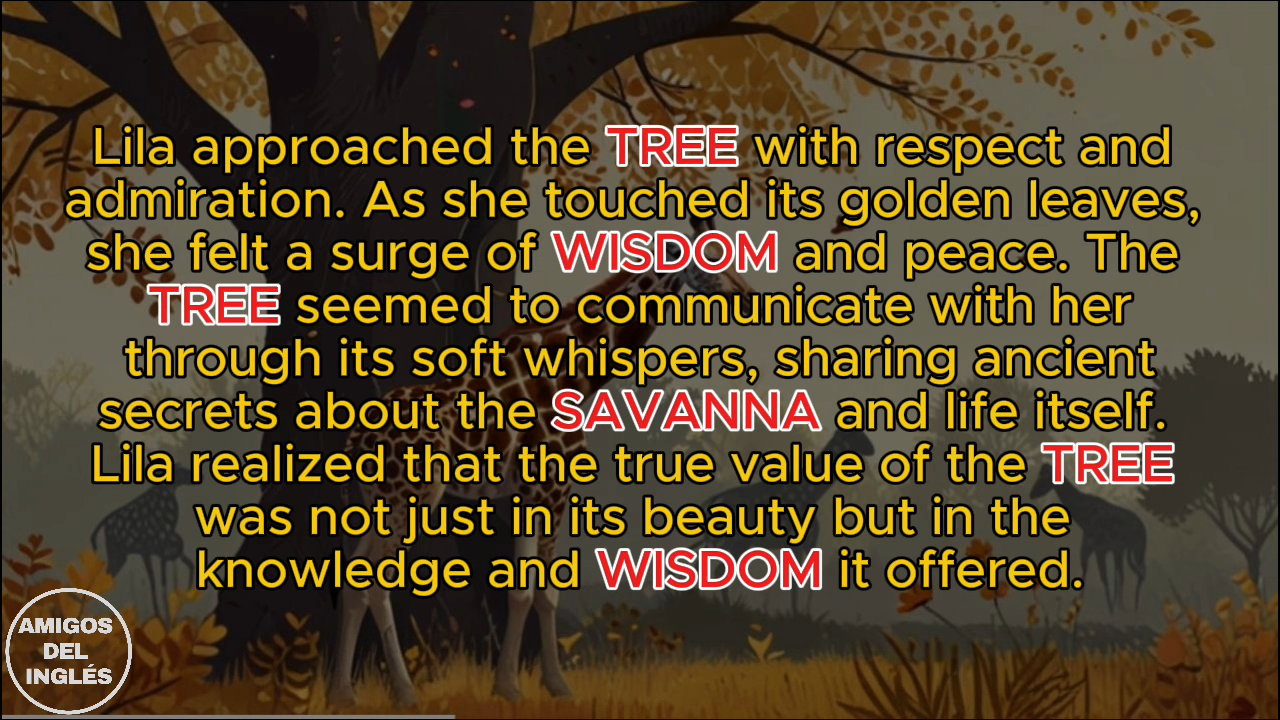 Lila approached the TREE with respect and
admiration. As she touched its golden leaves,
she felt a surge of WISDOM and peace. The
TREE seemed to communicate with her
through its soft whispers, sharing ancient
secrets about the SAVANNA and life itself.
Lila realized that the true value of the TREE
was not just in its beauty but in the
knowledge and WISDOM it offered.
AMIGOS
DEL
INGLÉS